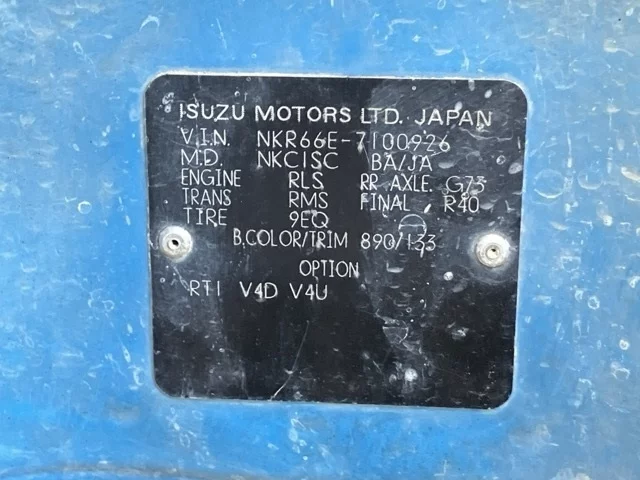 ISUZU MOTORS LTD. JAPAN
V.I.N. NKR66E-7100926
M.D. NKC1SC BA/JA
ENGINE RLS RR AXLE. G73
TRANS RMS FINAL R40
TIRE 9EQ
B,COLOR/TRIM 890/133
OPTION
RT1 V4D V4U